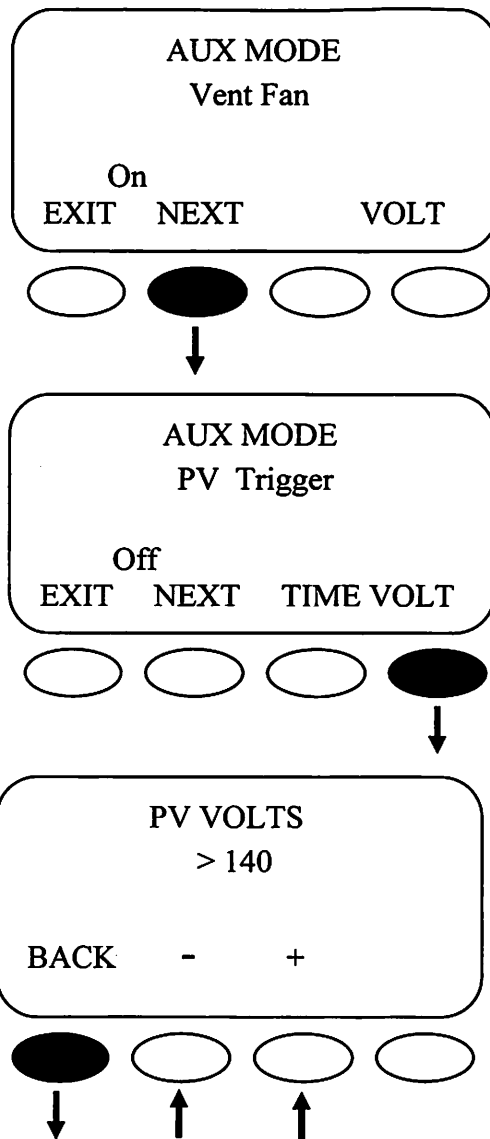 AUX MODE
Vent Fan
On
EXIT NEXT VOLT
AUX MODE
PV Trigger
Off
EXIT NEXT TIME VOLT
PV VOLTS
> 140
BACK - +